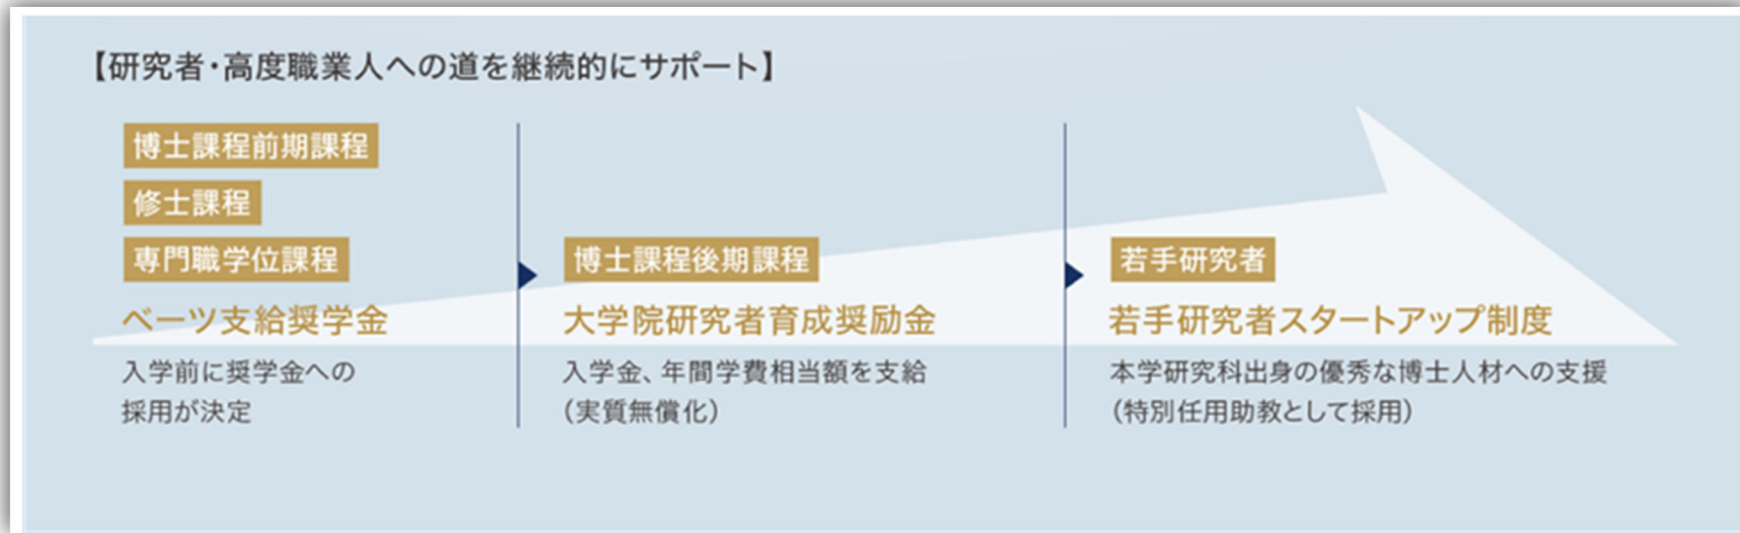 【研究者・高度職業人への道を継続的にサポート】
博士課程前期課程
修士課程
専門職学位課程
ベーツ支給奨学金
入学前に奨学金への
採用が決定
博士課程後期課程
大学院研究者育成奨励金
入学金、年間学費相当額を支給
（実質無償化）
若手研究者
若手研究者スタートアップ制度
本学研究科出身の優秀な博士人材への支援
（特別任用助教として採用）